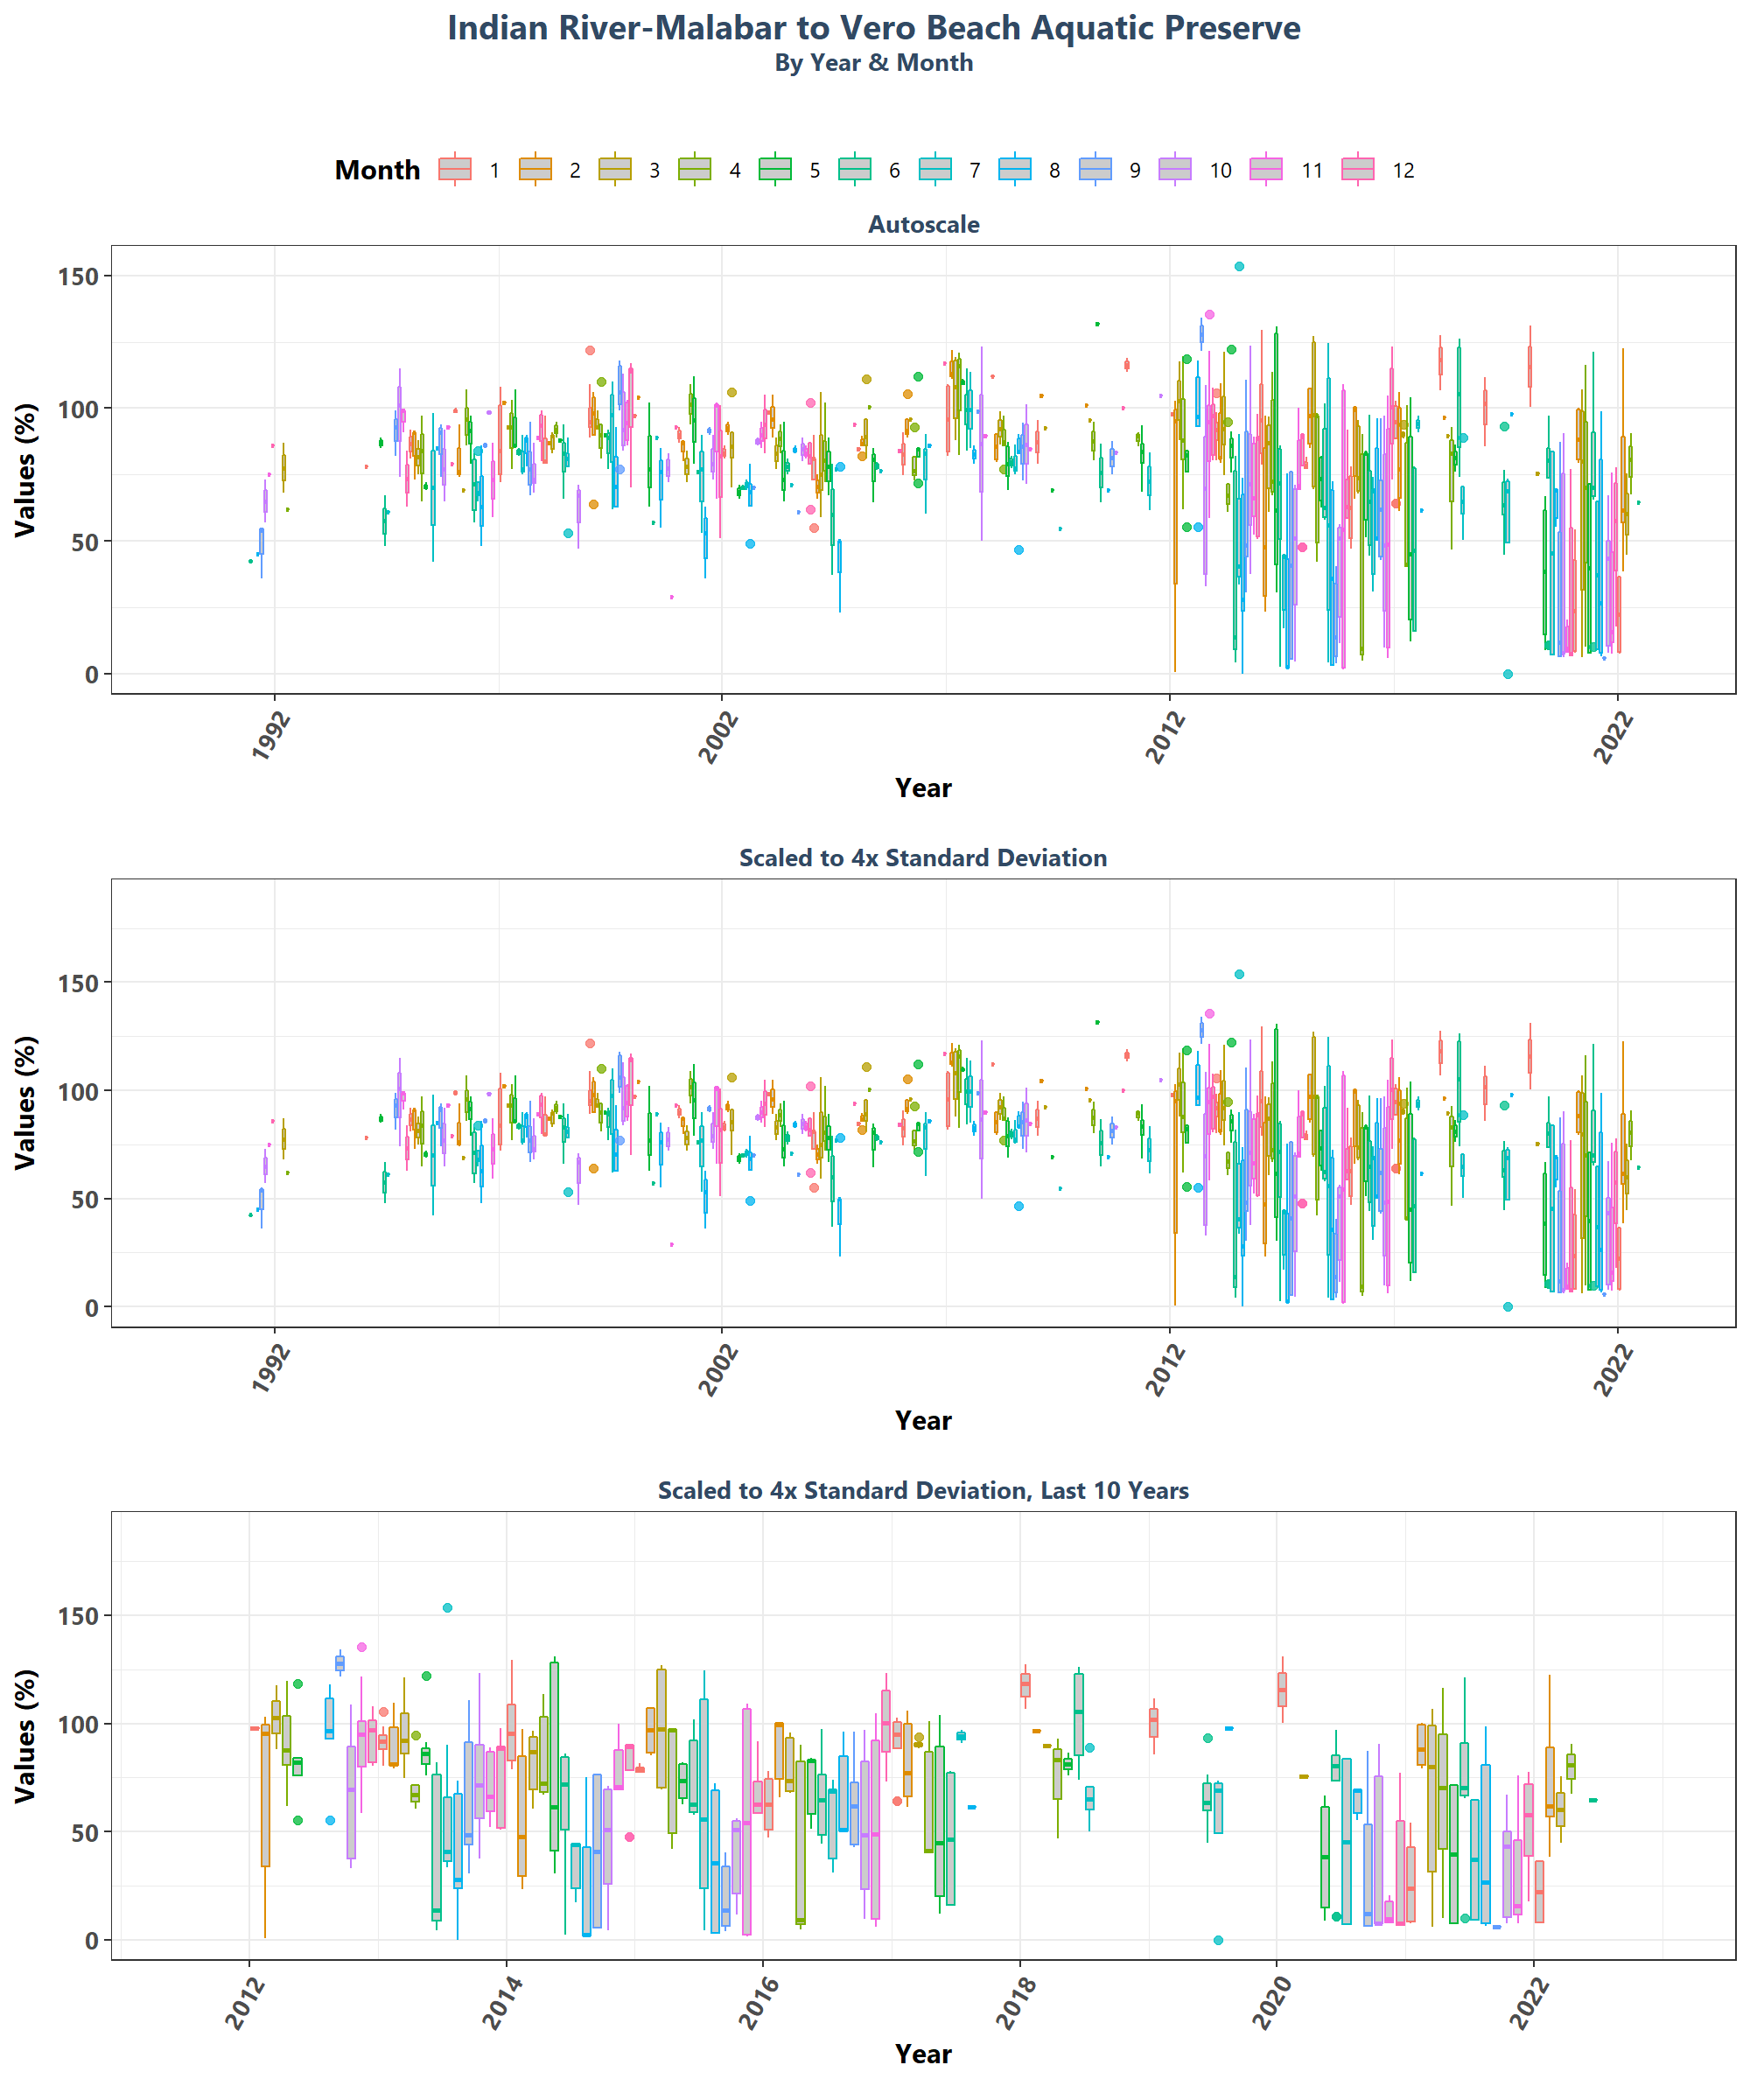 Indian River-Malabar to Vero Beach Aquatic Preserve
By Year & Month
Month 1 2 3 4 5 6 7 8 9 10 11 12
Autoscale
Values (%)
150
100
50
0
1992 2002 2012 2022
Year
Scaled to 4x Standard Deviation
Values (%)
150
100
50
0
1992 2002 2012 2022
Year
Scaled to 4x Standard Deviation, Last 10 Years
Values (%)
150
100
50
0
2012 2014 2016 2018 2020 2022
Year